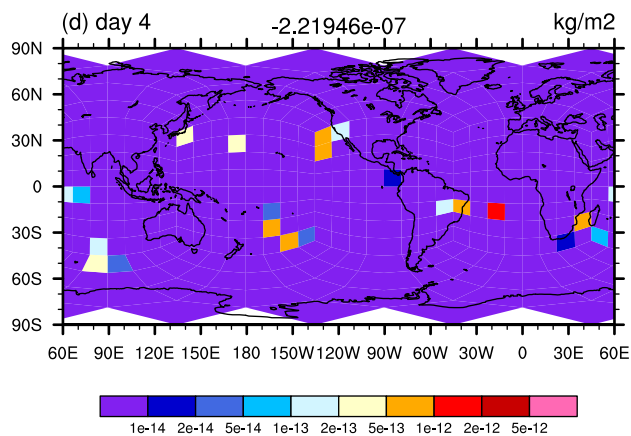 (d) day 4 -2.21946e-07 kg/m2
90N
60N
30N
0
30S
60S
90S
60E 90E 120E 150E 180E 150W 120W 90W 60W 30W 0 30E 60E
1e-14 2e-14 5e-14 1e-13 2e-13 5e-13 1e-12 2e-12 5e-12